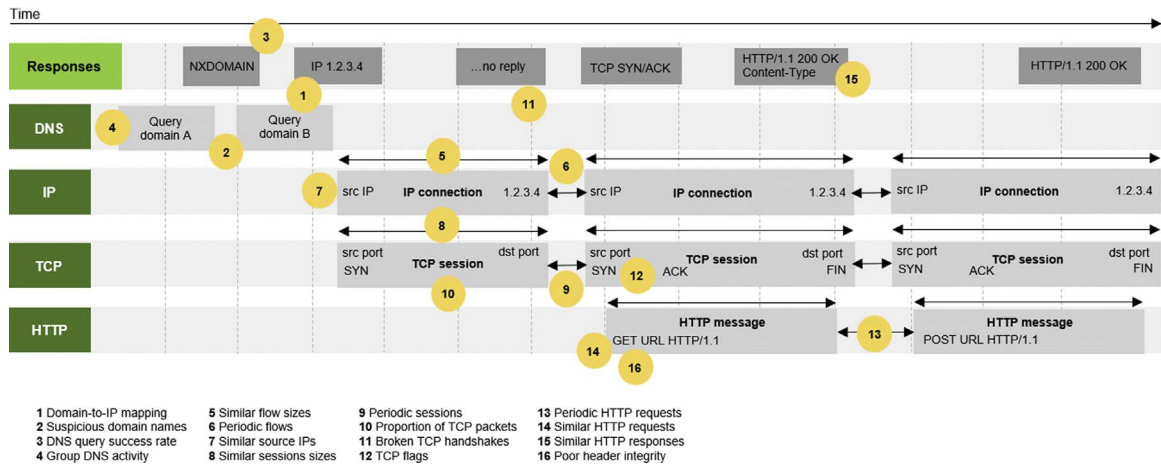 Time
Responses
NXDOMAIN
3
IP 1.2.3.4
1
...no reply
11
TCP SYN/ACK
HTTP/1.1 200 OK
Content-Type
15
HTTP/1.1 200 OK
DNS
4
Query
domain A
2
Query
domain B
5
6
IP
7
src IP IP connection 1.2.3.4
src IP IP connection 1.2.3.4
src IP IP connection 1.2.3.4
8
TCP
src port dst port
SYN TCP session
10
9
src port dst port
SYN 12 ACK TCP session FIN
src port dst port
SYN ACK TCP session FIN
HTTP
HTTP message
14 GET URL HTTP/1.1
16
13
HTTP message
POST URL HTTP/1.1
1 Domain-to-IP mapping
2 Suspicious domain names
3 DNS query success rate
4 Group DNS activity
5 Similar flow sizes
6 Periodic flows
7 Similar source IPs
8 Similar sessions sizes
9 Periodic sessions
10 Proportion of TCP packets
11 Broken TCP handshakes
12 TCP flags
13 Periodic HTTP requests
14 Similar HTTP requests
15 Similar HTTP responses
16 Poor header integrity